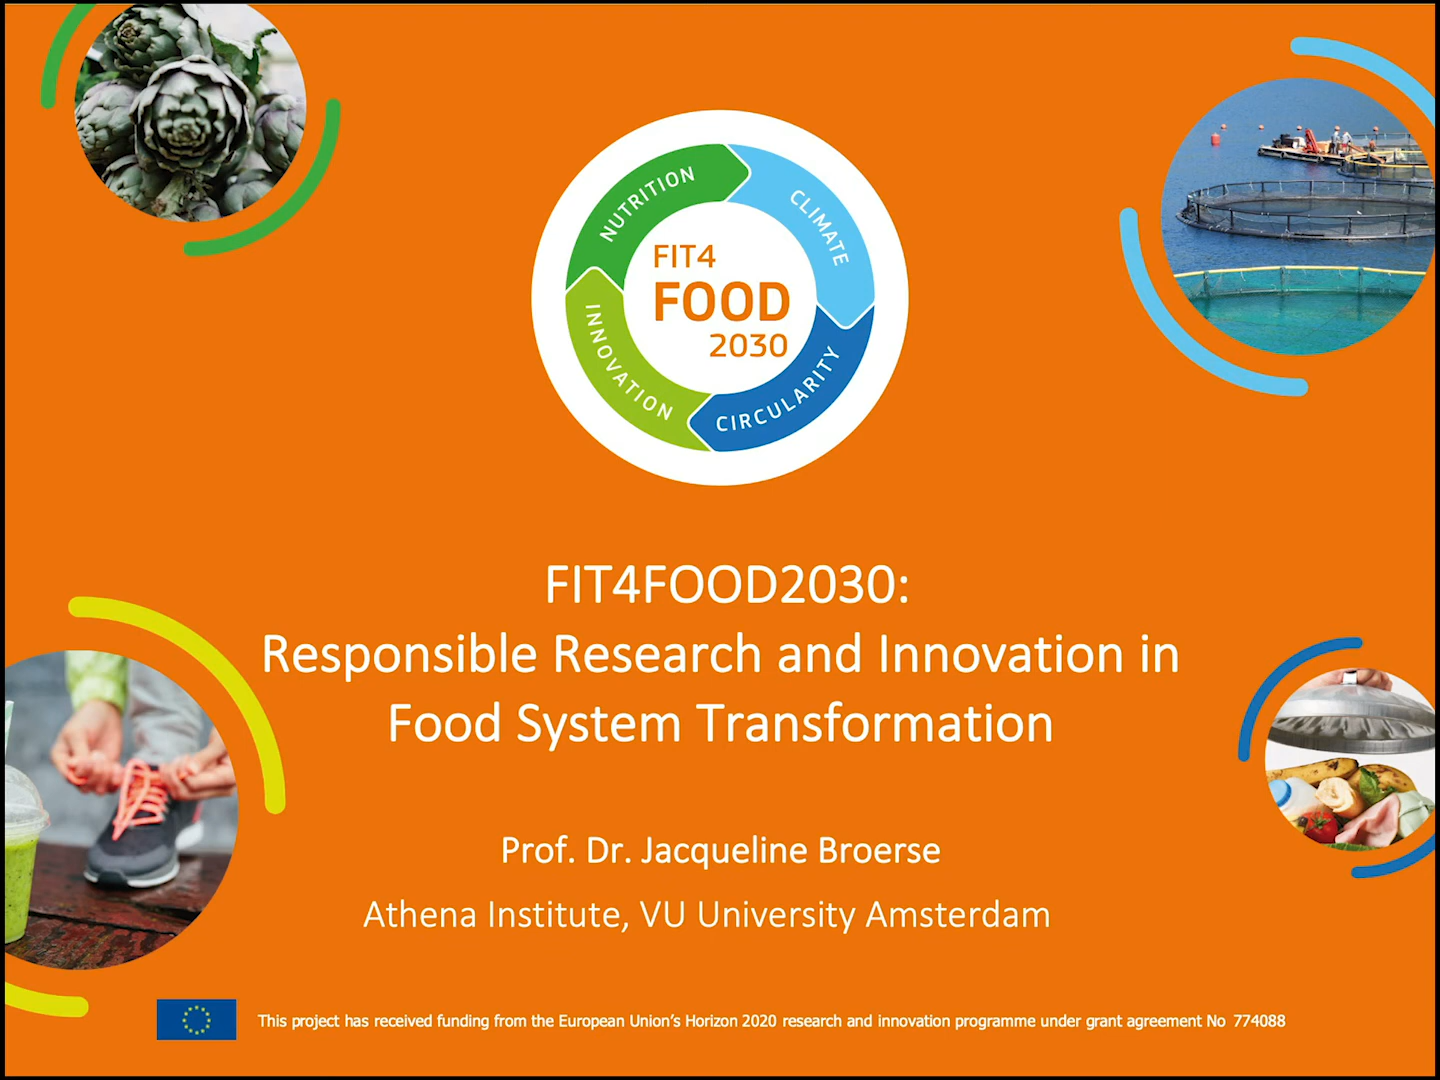 NUTRITION
CLIMATE
FIT4
FOOD
2030
INNOVATION
CIRCULARITY
FIT4FOOD2030:
Responsible Research and Innovation in
Food System Transformation
Prof. Dr. Jacqueline Broerse
Athena Institute, VU University Amsterdam
This project has received funding from the European Union's Horizon 2020 research and innovation programme under grant agreement No 774088